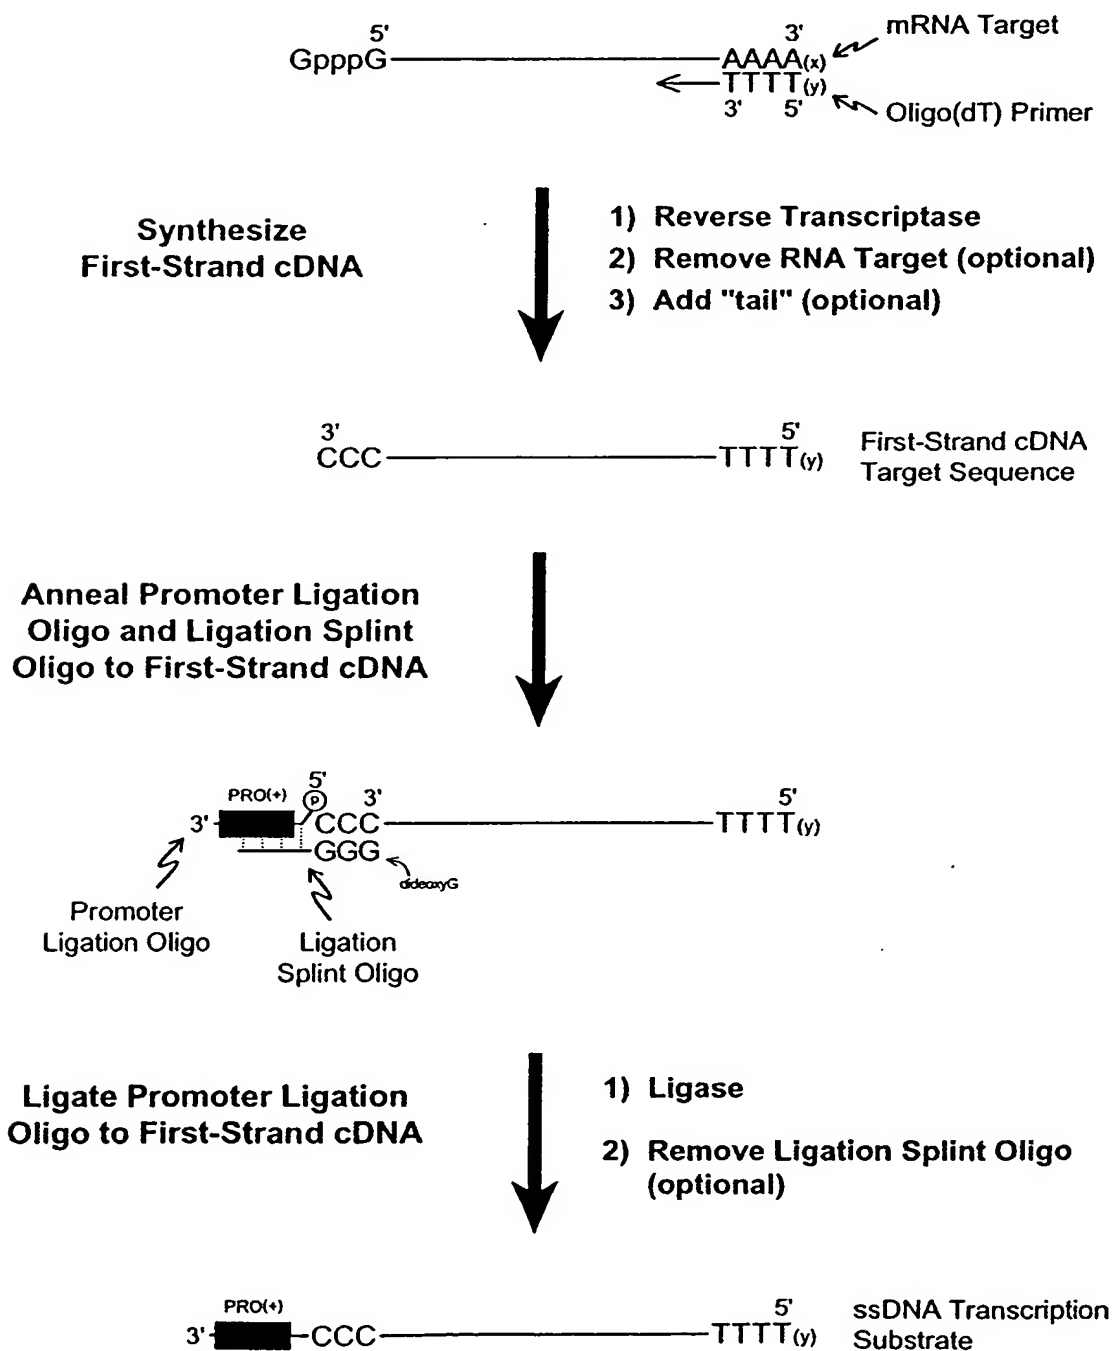 5'
3'
mRNA Target
GpppG
AAAA(x)
TTTT(y)
3'
5'
Oligo(dT) Primer
Synthesize
First-Strand cDNA
1) Reverse Transcriptase
2) Remove RNA Target (optional)
3) Add "tail" (optional)
3'
5'
CCC
TTTT(y)
First-Strand cDNA
Target Sequence
Anneal Promoter Ligation
Oligo and Ligation Splint
Oligo to First-Strand cDNA
PRO(+)
5'
P
3'
5'
3'
CCC
TTTT(y)
GGG
dideoxyG
Promoter
Ligation Oligo
Ligation
Splint Oligo
Ligate Promoter Ligation
Oligo to First-Strand cDNA
1) Ligase
2) Remove Ligation Splint Oligo
(optional)
PRO(+)
5'
3'
CCC
TTTT(y)
ssDNA Transcription
Substrate